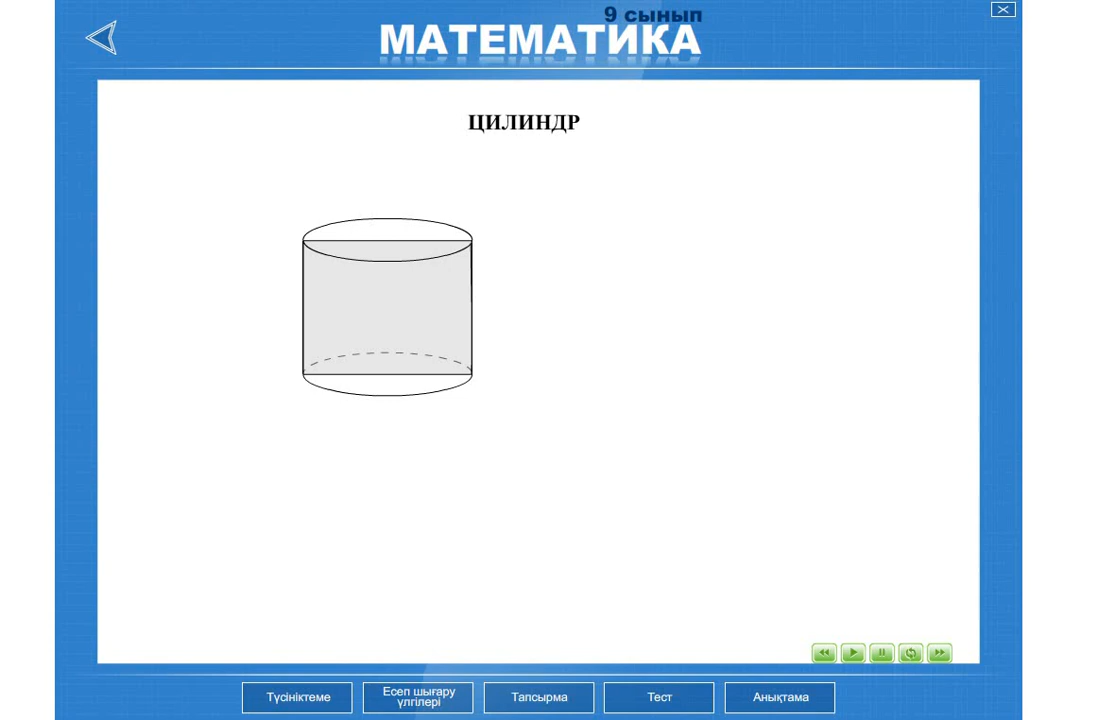 9 сынып
МАТЕМАТИКА
ЦИЛИНДР
Түсініктеме
Есеп шығару
үлгілері
Тапсырма
Тест
Анықтама